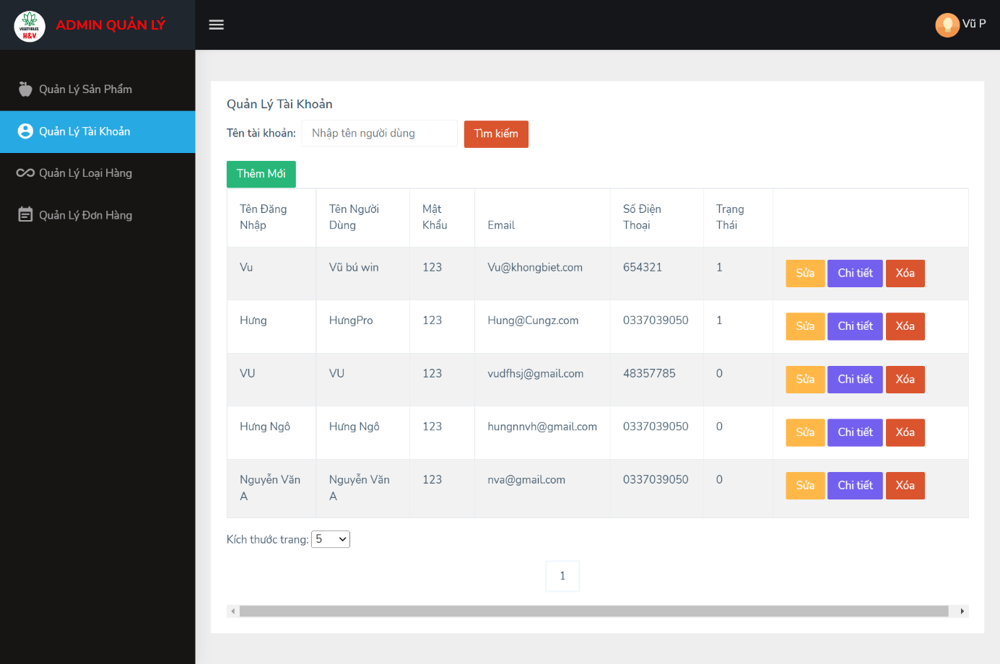 VEGETABLES
H&V
ADMIN QUẢN LÝ
Vũ P
Quản Lý Sản Phẩm
Quản Lý Tài Khoản
Quản Lý Loại Hàng
Quản Lý Đơn Hàng
Quản Lý Tài Khoản
Tên tài khoản: Nhập tên người dùng Tìm kiếm
Thêm Mới
Tên Đăng Nhập Tên Người Dùng Mật Khẩu Email Số Điện Thoại Trạng Thái
Vu Vũ bú win 123 Vu@khongbiet.com 654321 1 Sửa Chi tiết Xóa
Hưng HưngPro 123 Hung@Cungz.com 0337039050 1 Sửa Chi tiết Xóa
VU VU 123 vudfhsj@gmail.com 48357785 0 Sửa Chi tiết Xóa
Hưng Ngô Hưng Ngô 123 hungnnvh@gmail.com 0337039050 0 Sửa Chi tiết Xóa
Nguyễn Văn A Nguyễn Văn A 123 nva@gmail.com 0337039050 0 Sửa Chi tiết Xóa
Kích thước trang: 5
1